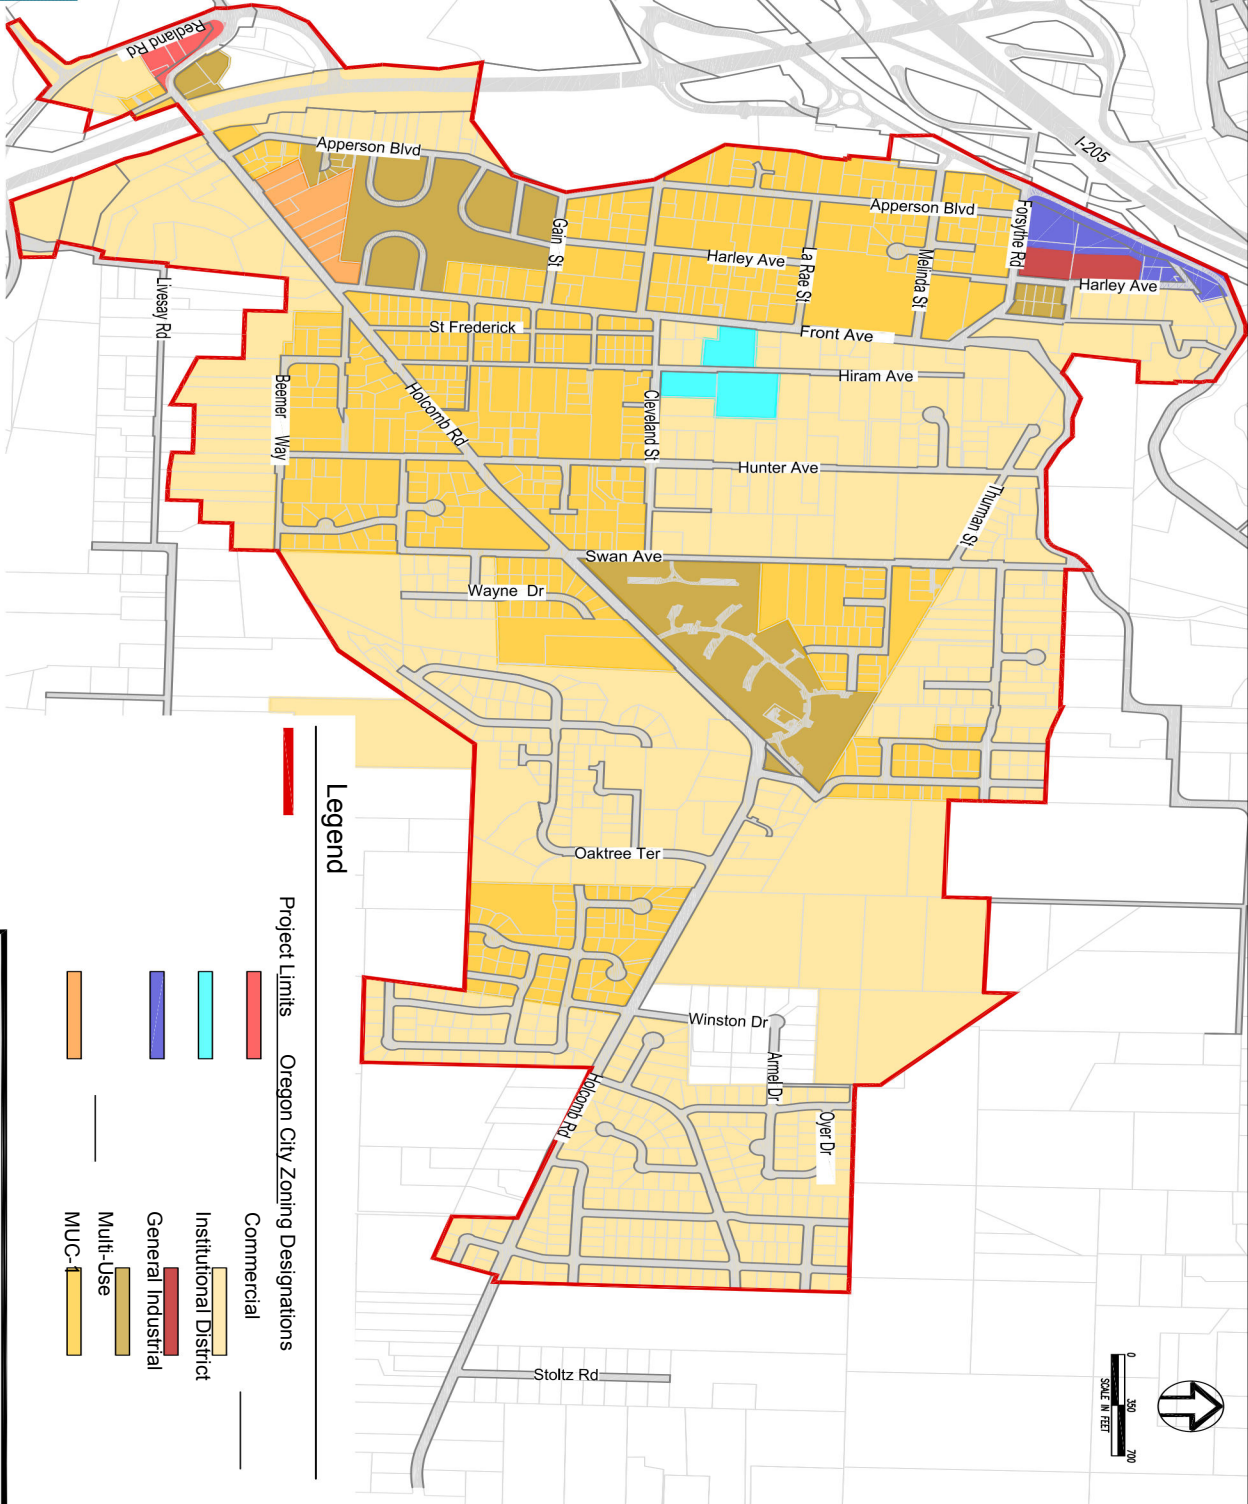 Redland Rd
Apperson Blvd
I-205
Apperson Blvd
Forsythe Rd
Gain St
Harley Ave
La Rae St
Melinda St
Harley Ave
Livesay Rd
St Frederick
Front Ave
Hiram Ave
Beemer Way
Holcomb Rd
Cleveland St
Hunter Ave
Thurman St
Swan Ave
Wayne Dr
Oaktree Ter
Winston Dr
Armel Dr
Oyer Dr
Holcomb Rd
Stoltz Rd
Legend
Project Limits
Oregon City Zoning Designations
Commercial
Institutional District
General Industrial
Multi-Use
MUC-1
0 350 700
SCALE IN FEET